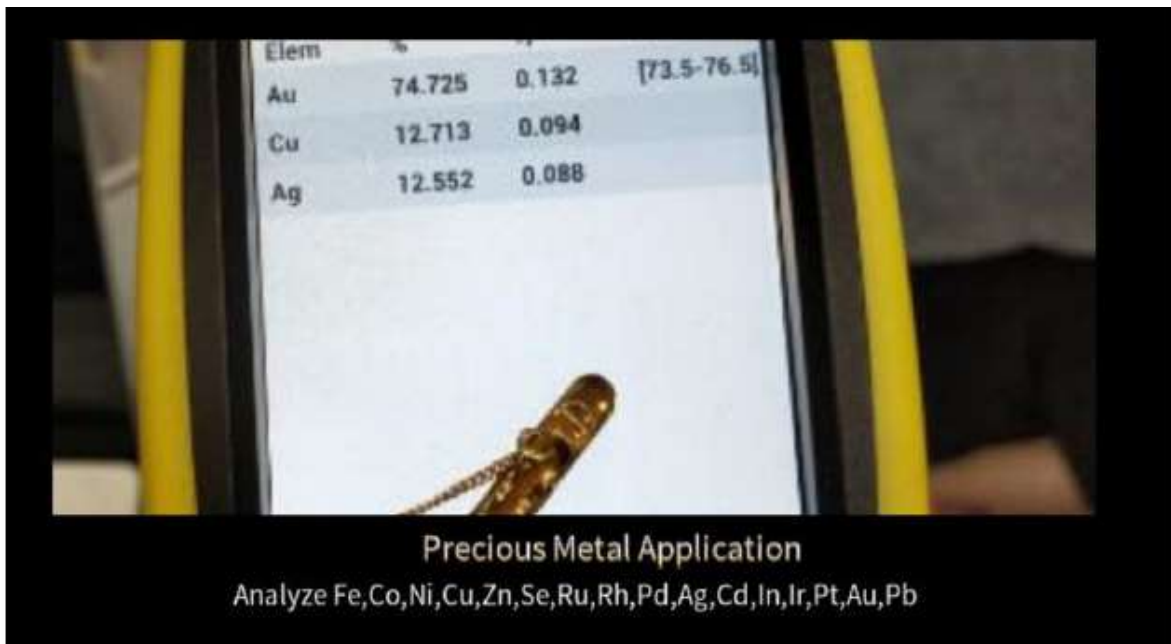 Elem %
Au 74.725 0.132 [73.5-76.5]
Cu 12.713 0.094
Ag 12.552 0.088
Precious Metal Application
Analyze Fe,Co,Ni,Cu,Zn,Se,Ru,Rh,Pd,Ag,Cd,In,Ir,Pt,Au,Pb